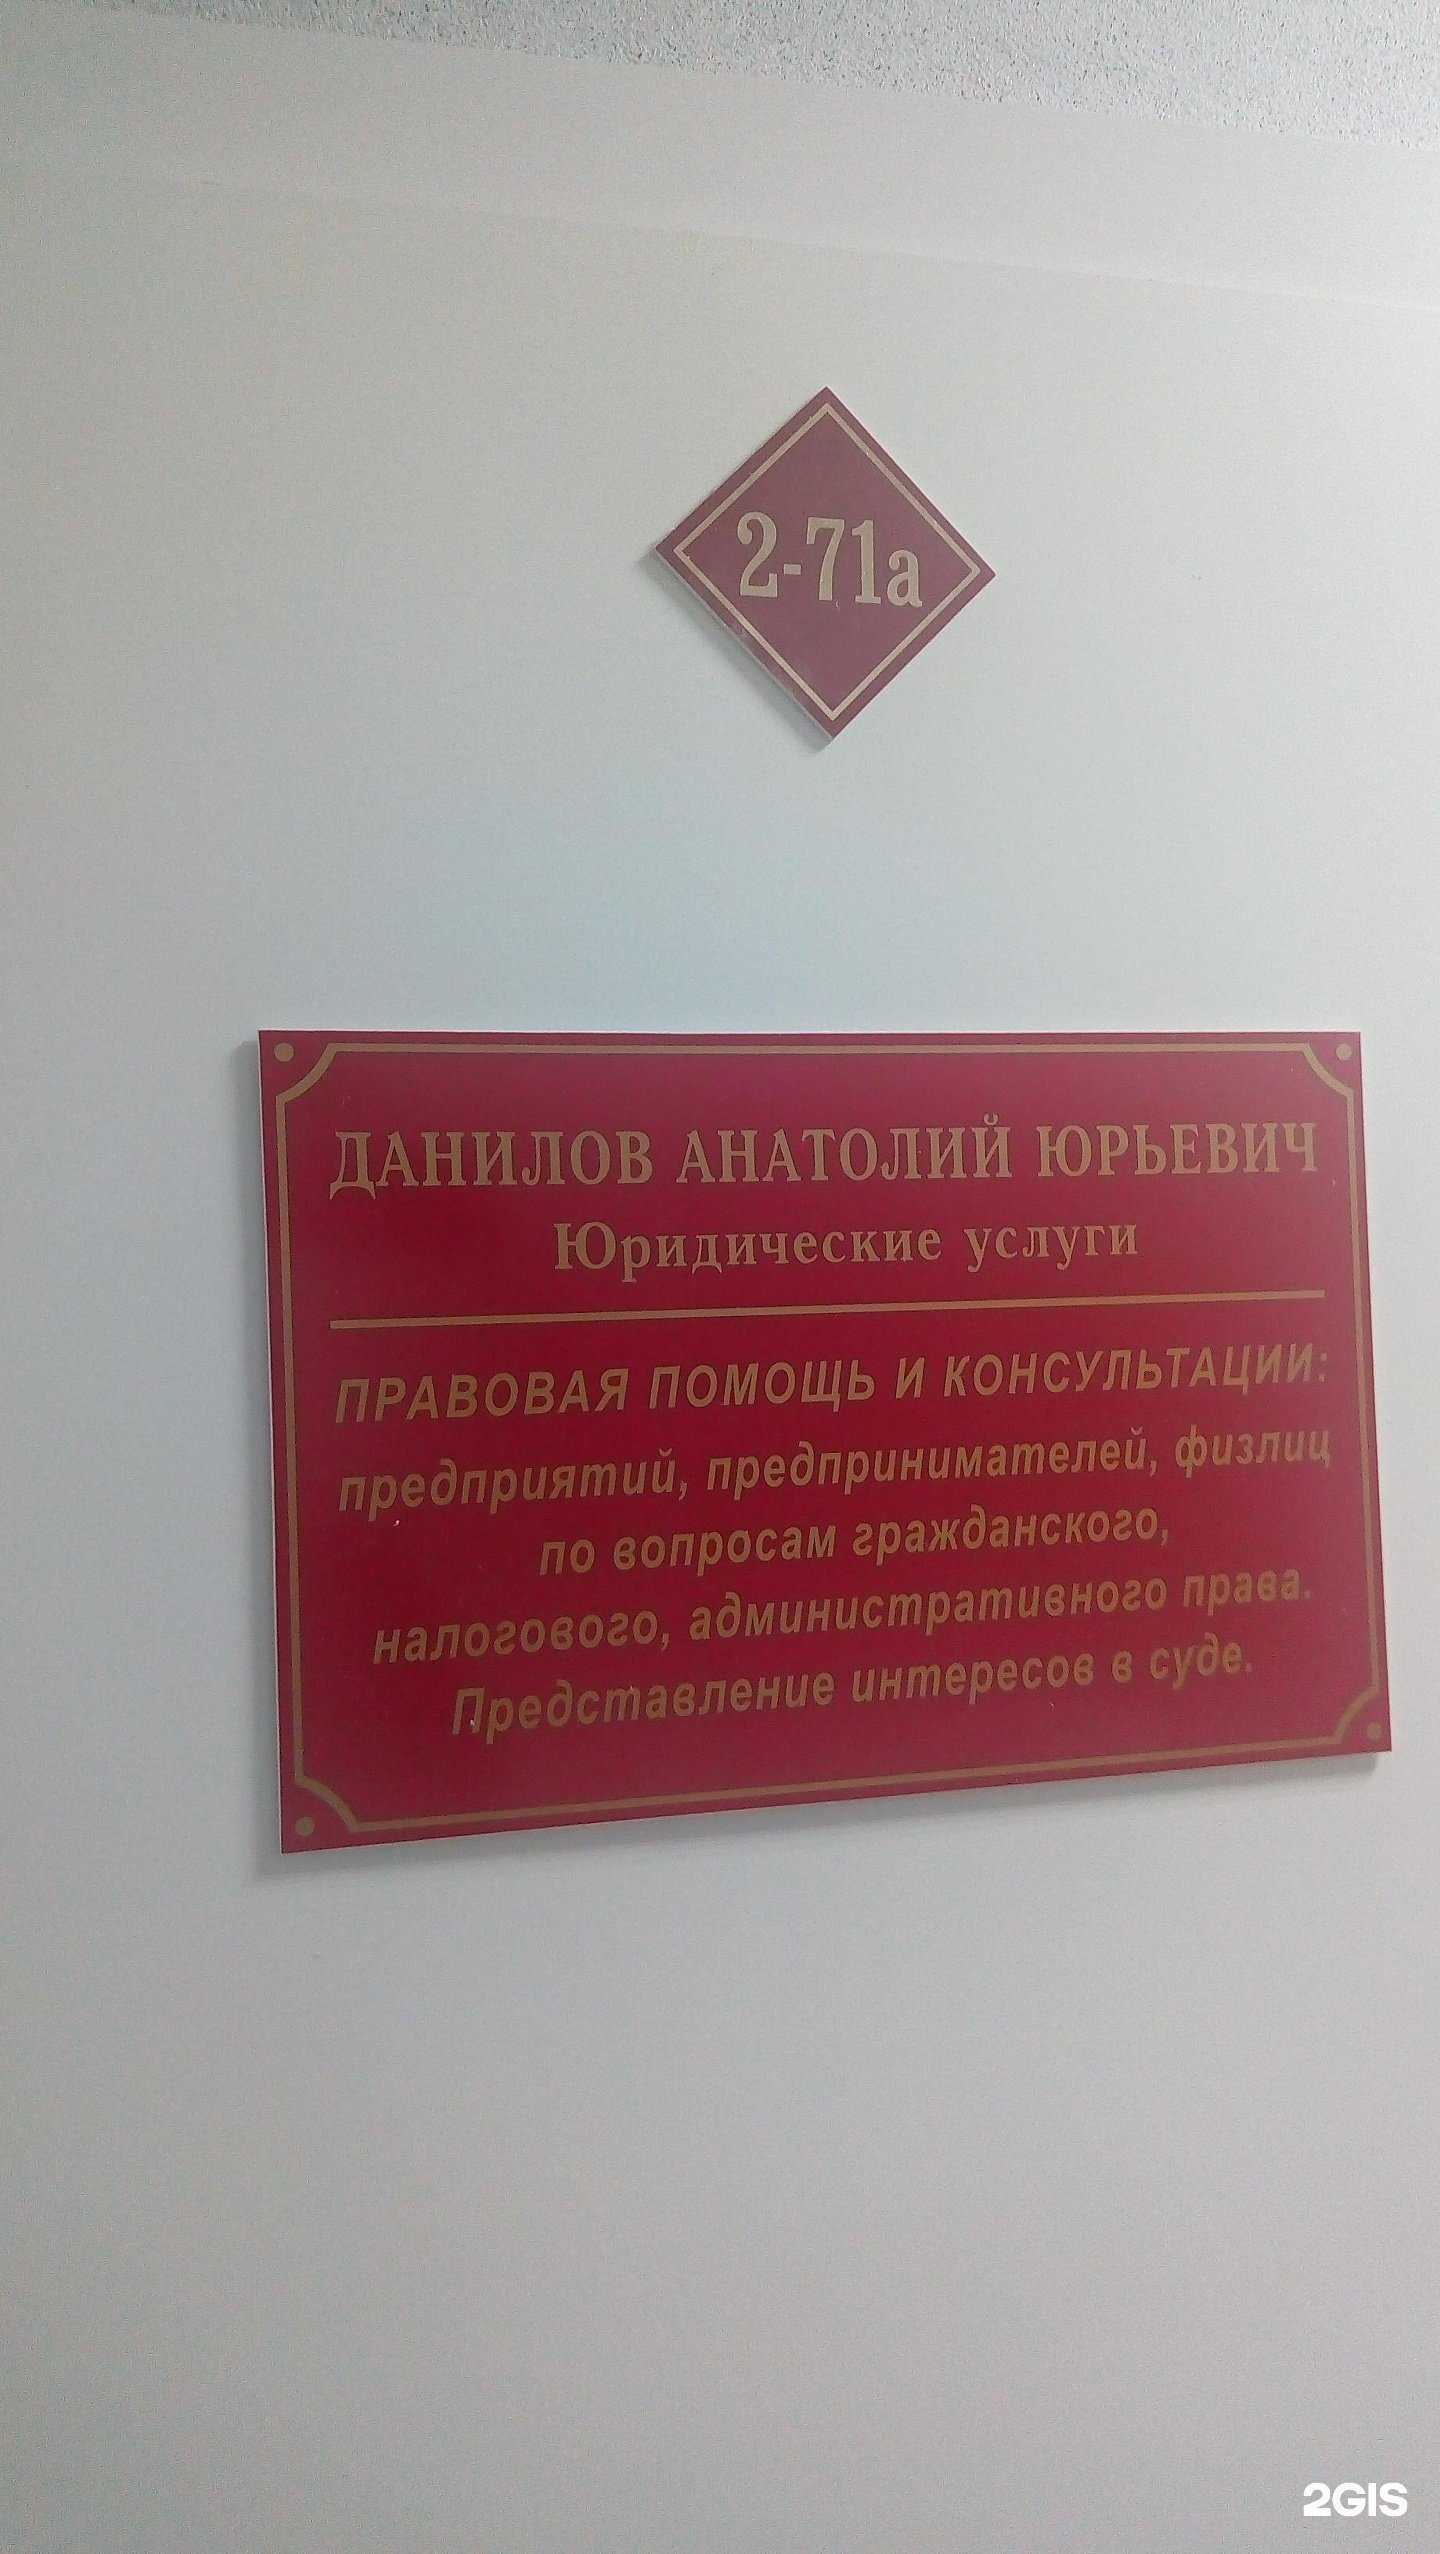 2-71а
ДАНИЛОВ АНАТОЛИЙ ЮРЬЕВИЧ
Юридические услуги
ПРАВОВАЯ ПОМОЩЬ И КОНСУЛЬТАЦИИ:
предприятий, предпринимателей, физлиц
по вопросам гражданского,
налогового, административного права.
Представление интересов в суде.
2GIS